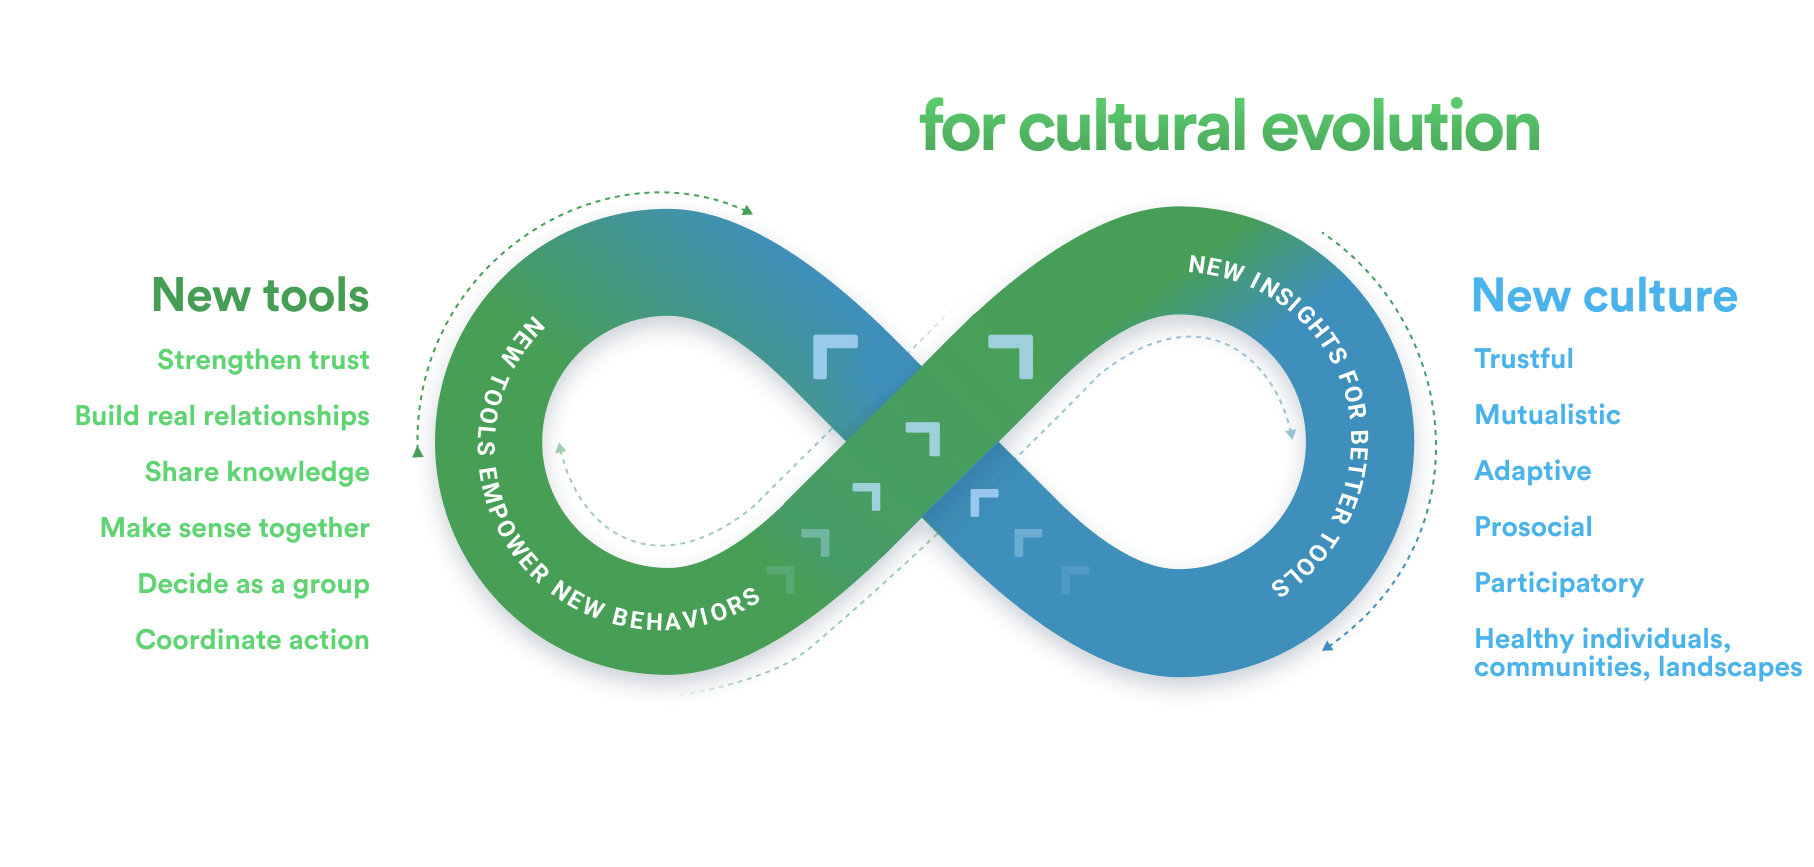 for cultural evolution
New tools
Strengthen trust
Build real relationships
Share knowledge
Make sense together
Decide as a group
Coordinate action
NEW TOOLS EMPOWER NEW BEHAVIORS
NEW INSIGHTS FOR BETTER TOOLS
New culture
Trustful
Mutualistic
Adaptive
Prosocial
Participatory
Healthy individuals,
communities, landscapes